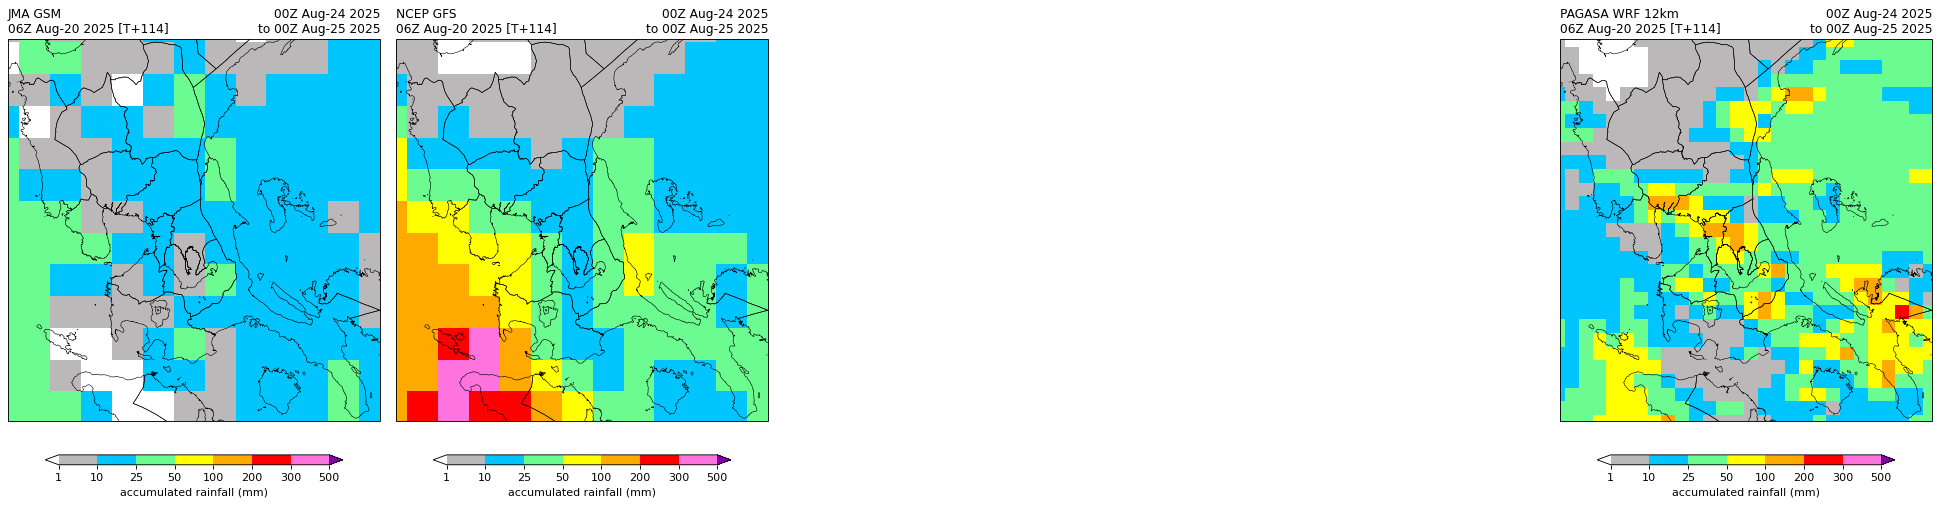 JMA GSM 00Z Aug-24 2025
06Z Aug-20 2025 [T+114] to 00Z Aug-25 2025
1 10 25 50 100 200 300 500
accumulated rainfall (mm)
NCEP GFS 00Z Aug-24 2025
06Z Aug-20 2025 [T+114] to 00Z Aug-25 2025
1 10 25 50 100 200 300 500
accumulated rainfall (mm)
PAGASA WRF 12km 00Z Aug-24 2025
06Z Aug-20 2025 [T+114] to 00Z Aug-25 2025
1 10 25 50 100 200 300 500
accumulated rainfall (mm)